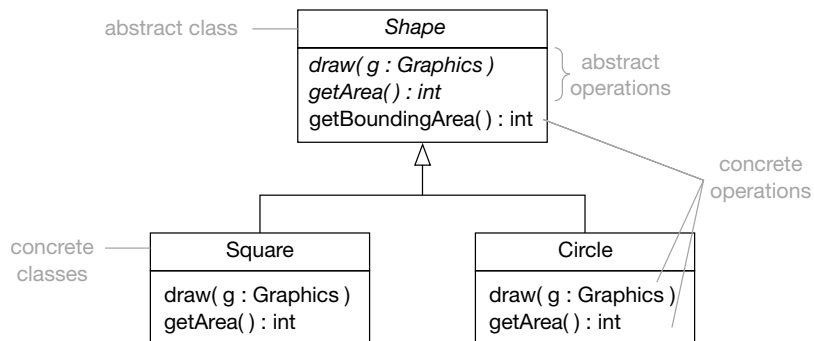 abstract class
Shape
draw( g : Graphics )
getArea( ) : int
getBoundingArea( ) : int
abstract
operations
concrete
operations
concrete
classes
Square
draw( g : Graphics )
getArea( ) : int
Circle
draw( g : Graphics )
getArea( ) : int